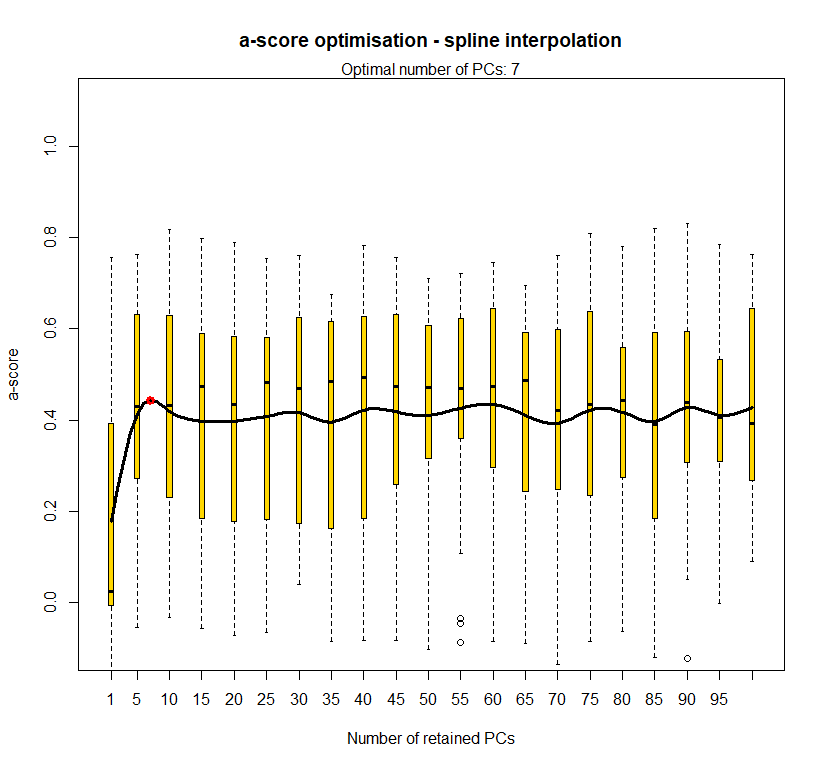 a-score optimisation - spline interpolation
Optimal number of PCs: 7
a-score
1.0
0.8
0.6
0.4
0.2
0.0
1 5 10 15 20 25 30 35 40 45 50 55 60 65 70 75 80 85 90 95
Number of retained PCs